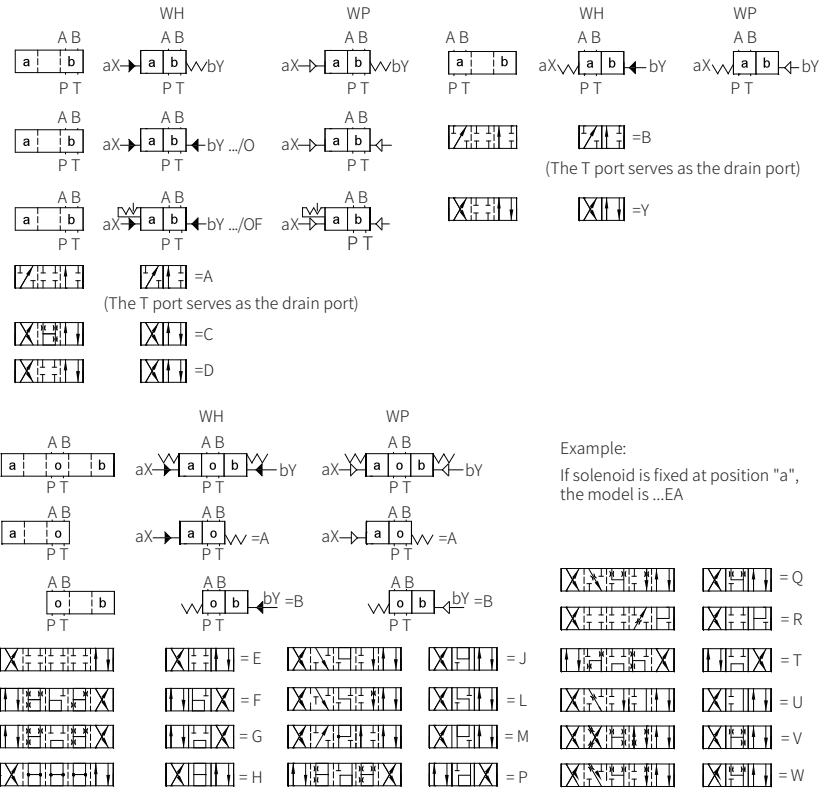 WH WP WH WP
A B A B A B A B A B A B
a b aX a b bY aX a b bY a b aX a b bY aX a b bY
P T P T P T P T P T P T
A B A B A B
a b aX a b bY .../O aX a b
P T P T P T
=B
(The T port serves as the drain port)
A B A B A B
a b aX a b bY .../OF aX a b
P T P T P T
=Y
=A
(The T port serves as the drain port)
=C
=D
WH WP
A B A B A B
a o b aX a o b bY aX a o b bY
P T P T P T
A B A B A B
a o aX a o =A aX a o =A
P T P T P T
A B A B A B
o b o b bY =B o b bY =B
P T P T P T
Example:
If solenoid is fixed at position "a",
the model is ...EA
= E
= F
= G
= H
= J
= L
= M
= P
= Q
= R
= T
= U
= V
= W